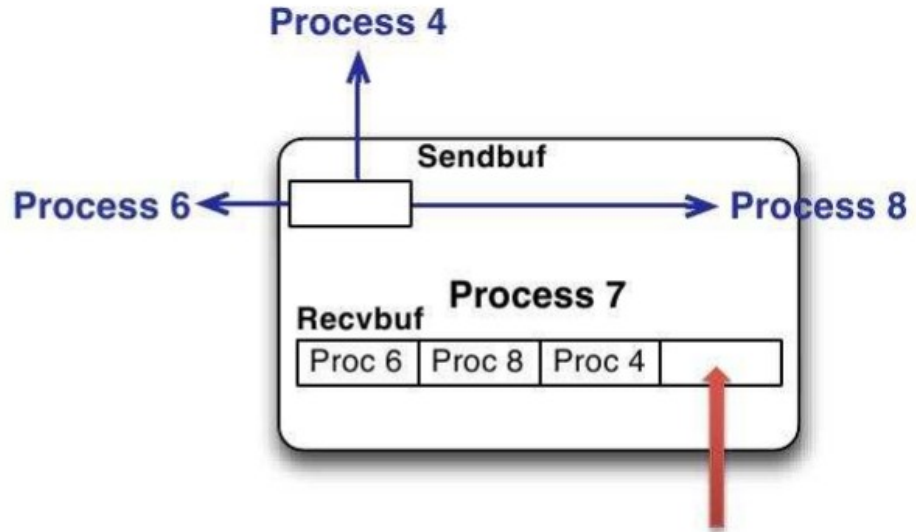 Process 4
Sendbuf
Process 6
Process 8
Process 7
Recvbuf
Proc 6 Proc 8 Proc 4